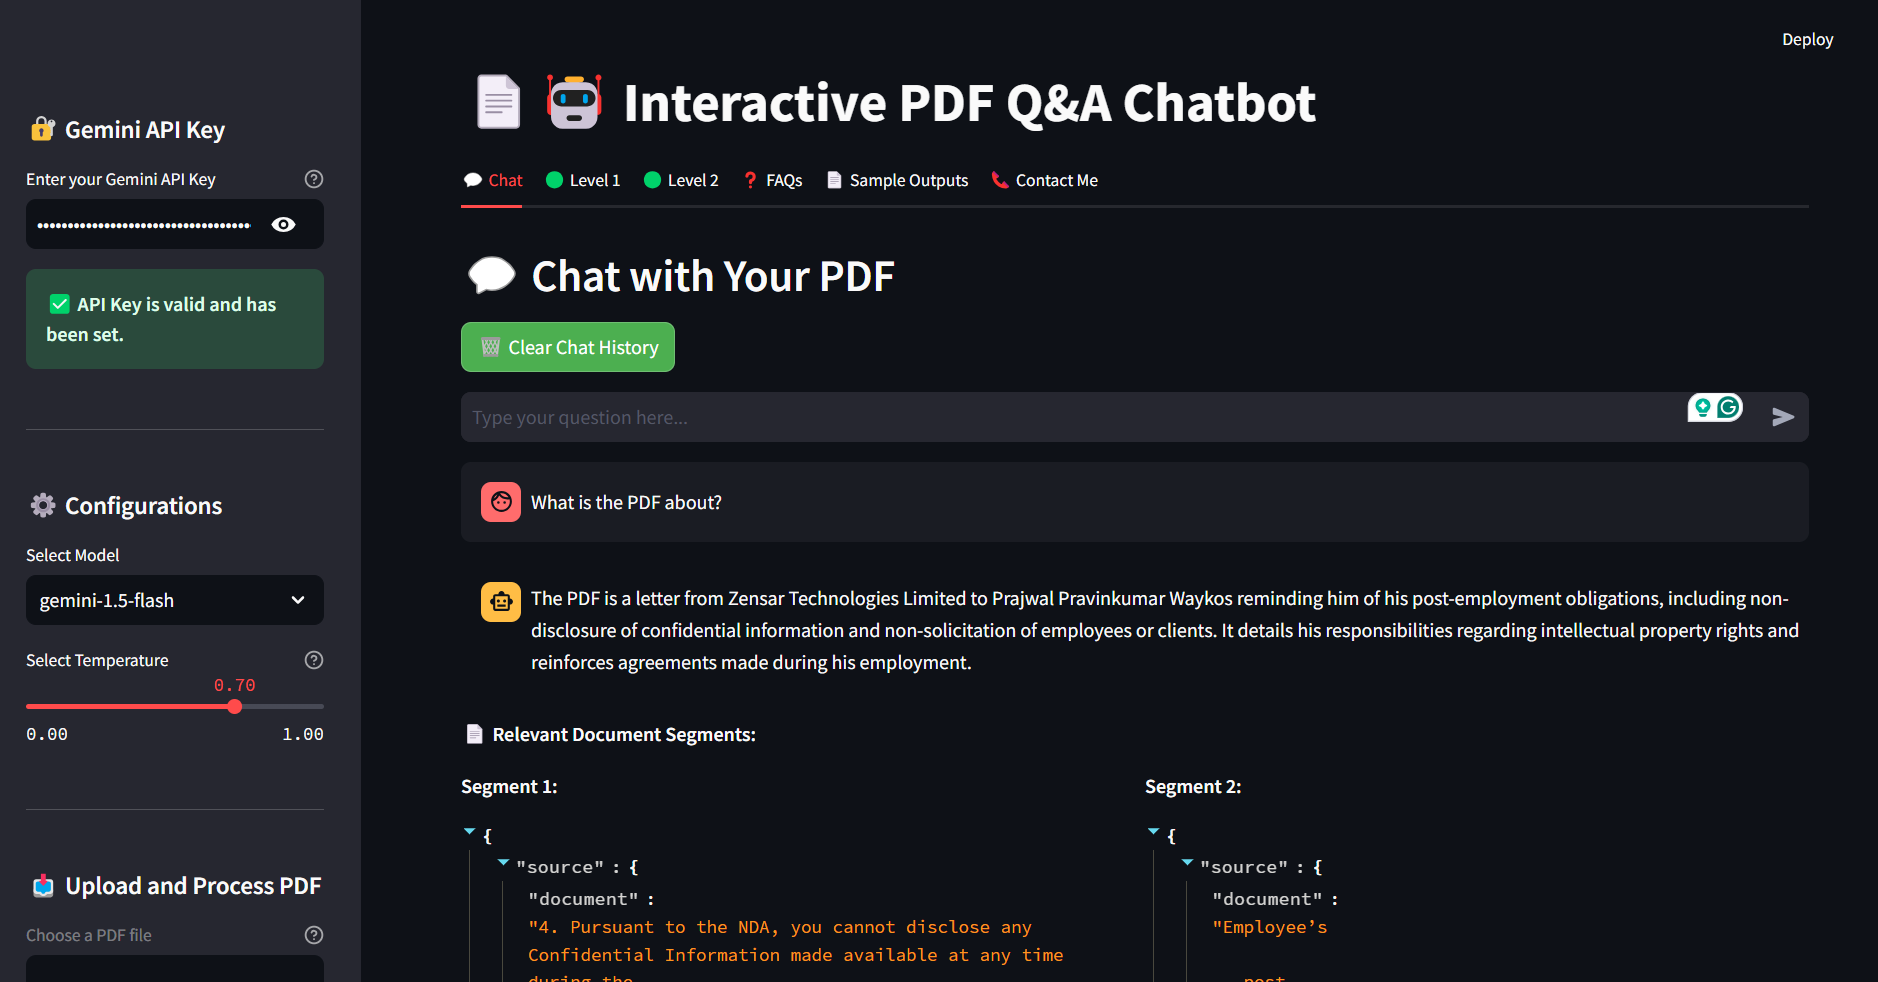 Deploy
Gemini API Key
Enter your Gemini API Key
API Key is valid and has
been set.
Configurations
Select Model
gemini-1.5-flash
Select Temperature
0.70
0.00 1.00
Upload and Process PDF
Choose a PDF file
Interactive PDF Q&A Chatbot
Chat Level 1 Level 2 FAQs Sample Outputs Contact Me
Chat with Your PDF
Clear Chat History
Type your question here...
What is the PDF about?
The PDF is a letter from Zensar Technologies Limited to Prajwal Pravinkumar Waykos reminding him of his post-employment obligations, including non-
disclosure of confidential information and non-solicitation of employees or clients. It details his responsibilities regarding intellectual property rights and
reinforces agreements made during his employment.
Relevant Document Segments:
Segment 1:
{
"source" : {
"document" :
"4. Pursuant to the NDA, you cannot disclose any
Confidential Information made available at any time
during the
Segment 2:
{
"source" : {
"document" :
"Employee’s
post